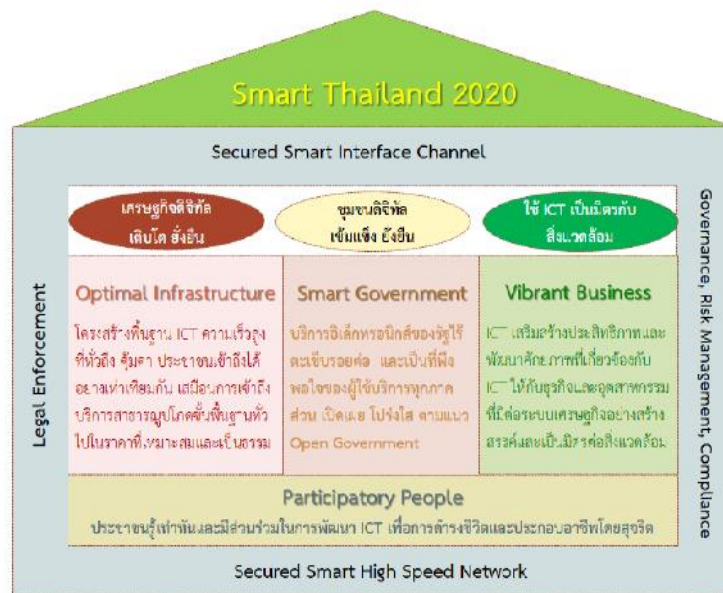 Smart Thailand 2020
Secured Smart Interface Channel
Legal Enforcement
Governance, Risk Management, Compliance
เศรษฐกิจดิจิทัล
เติบโต ยั่งยืน
ชุมชนดิจิทัล
เข้มแข็ง ยั่งยืน
ใช้ ICT เป็นมิตรกับ
สิ่งแวดล้อม
Optimal Infrastructure
โครงสร้างพื้นฐาน ICT ความเร็วสูง
ที่ทั่วถึง คุ้มค่า ประชาชนเข้าถึงได้
อย่างเท่าเทียมกัน เสมือนการเข้าถึง
บริการสาธารณูปโภคขั้นพื้นฐานทั่ว
ไปในราคาที่เหมาะสมและเป็นธรรม
Smart Government
บริการอิเล็กทรอนิกส์ของรัฐไร้
ตะเข็บรอยต่อ และเป็นที่พึง
พอใจของผู้ใช้บริการทุกภาค
ส่วน เปิดเผย โปร่งใส ตามแนว
Open Government
Vibrant Business
ICT เสริมสร้างประสิทธิภาพและ
พัฒนาศักยภาพที่เกี่ยวข้องกับ
ICT ให้กับธุรกิจและอุตสาหกรรม
ที่มีต่อระบบเศรษฐกิจอย่างสร้าง
สรรค์และเป็นมิตรต่อสิ่งแวดล้อม
Participatory People
ประชาชนรู้เท่าทันและมีส่วนร่วมในการพัฒนา ICT เพื่อการดำรงชีวิตและประกอบอาชีพโดยสุจริต
Secured Smart High Speed Network